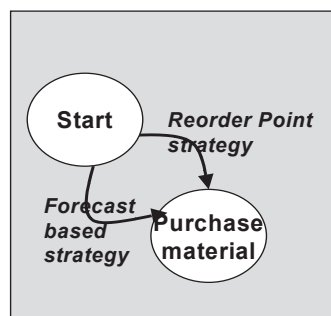 Start
Reorder Point
strategy
Forecast
based
strategy
Purchase
material